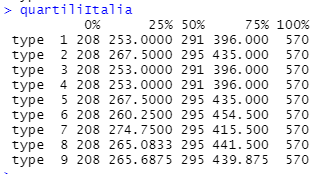 > quartiliItalia
0% 25% 50% 75% 100%
type 1 208 253.0000 291 396.000 570
type 2 208 267.5000 295 435.000 570
type 3 208 253.0000 291 396.000 570
type 4 208 253.0000 291 396.000 570
type 5 208 267.5000 295 435.000 570
type 6 208 260.2500 295 454.500 570
type 7 208 274.7500 295 415.500 570
type 8 208 265.0833 295 441.500 570
type 9 208 265.6875 295 439.875 570